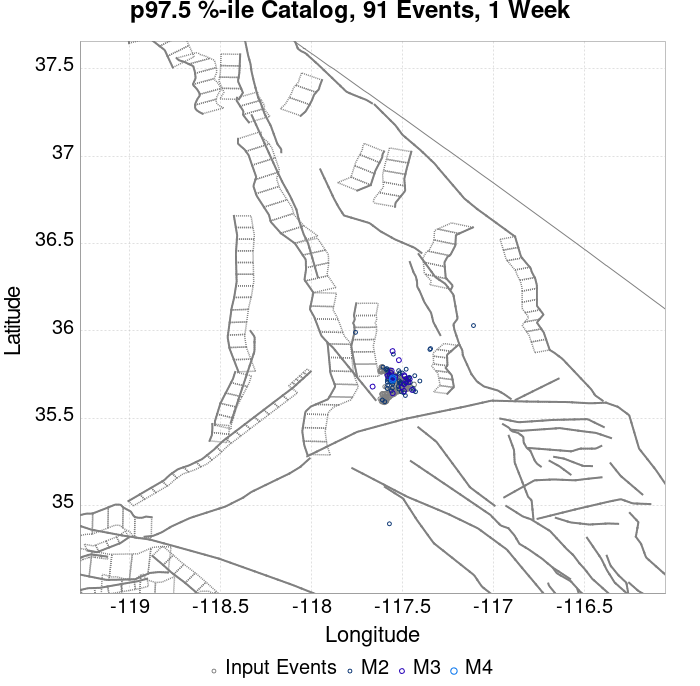 p97.5 %-ile Catalog, 91 Events, 1 Week
37.5
37
36.5
36
35.5
35
Latitude
-119
-118.5
-118
-117.5
-117
-116.5
Longitude
Input Events
M2
M3
M4